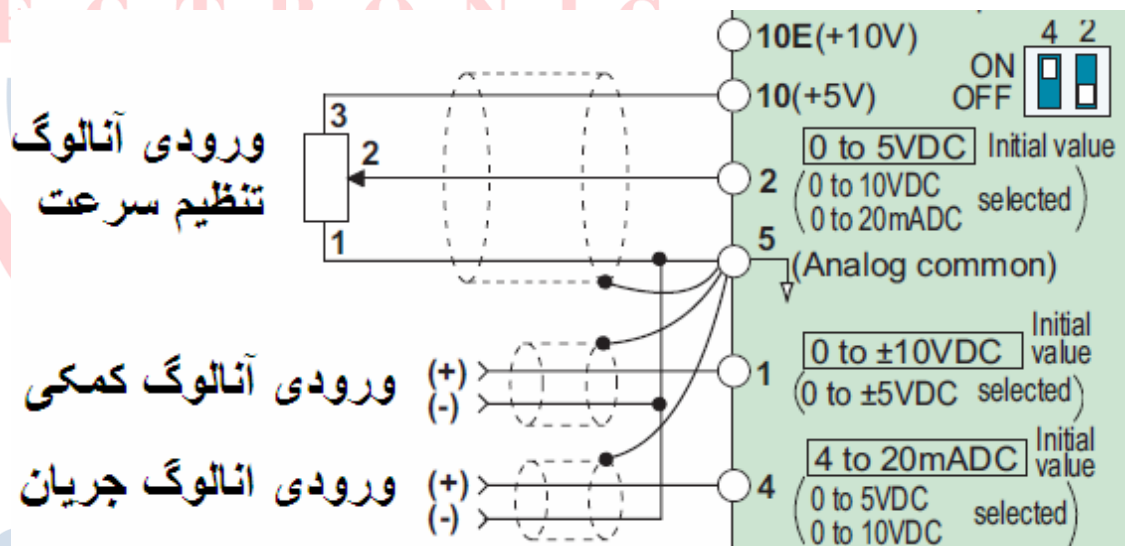 E C T R O N I C
10E(+10V)
4 2
ON
OFF
10(+5V)
3
2
1
ورودی آنالوگ
تنظیم سرعت
2
0 to 5VDC Initial value
(0 to 10VDC
0 to 20mADC selected)
5
(Analog common)
ورودی آنالوگ کمکی
(+)
(-)
1
0 to ±10VDC Initial value
(0 to ±5VDC selected)
ورودی انالوگ جریان
(+)
(-)
4
4 to 20mADC Initial value
(0 to 5VDC
0 to 10VDC selected)